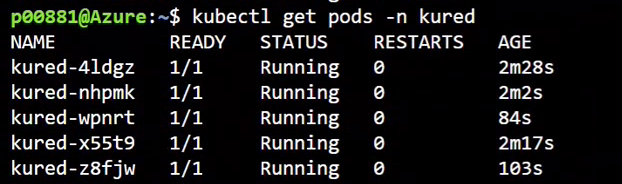 p00881@Azure:~$ kubectl get pods -n kured
NAME READY STATUS RESTARTS AGE
kured-4ldgz 1/1 Running 0 2m28s
kured-nhpmk 1/1 Running 0 2m2s
kured-wpnrt 1/1 Running 0 84s
kured-x55t9 1/1 Running 0 2m17s
kured-z8fjw 1/1 Running 0 103s